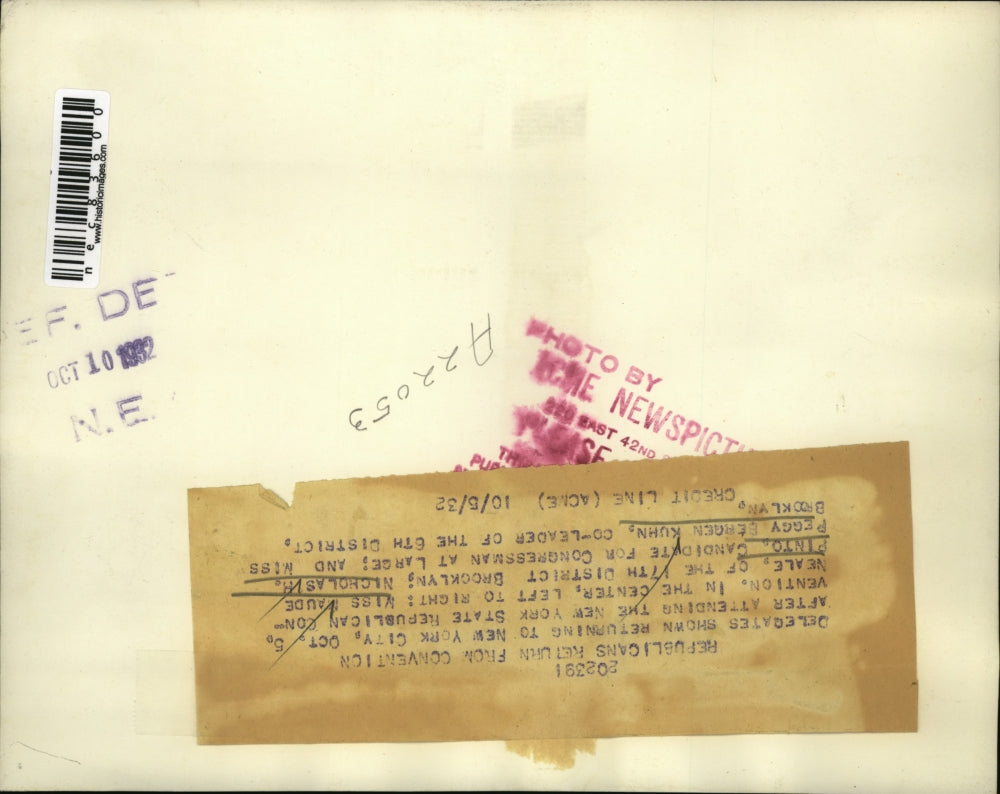 neC83600
www.historicimages.com
EF. DE
OCT 10 1932
N.E.
A22053
PHOTO BY
ACME NEWSPICTU
220 EAST 42ND
202391
REPUBLICANS RETURN FROM CONVENTION
DELEGATES SHOWN RETURNING TO NEW YORK CITY, OCT. 5,
AFTER ATTENDING THE NEW YORK STATE REPUBLICAN CON-
VENTION. IN THE CENTER, LEFT TO RIGHT: MISS MAUDE
NEALE, OF THE 17TH DISTRICT BROOKLYN; NICHOLAS H.
PINTO, CANDIDATE FOR CONGRESSMAN AT LARGE; AND MISS
PEGGY BERGEN KUHN, CO-LEADER OF THE 6TH DISTRICT,
BROOKLYN.
CREDIT LINE (ACME) 10/5/32